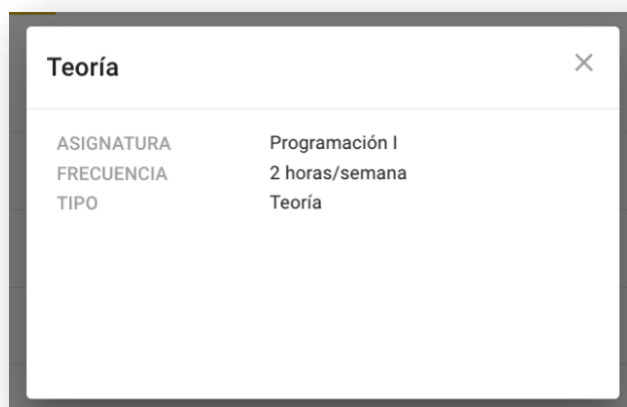 Teoría
ASIGNATURA Programación I
FRECUENCIA 2 horas/semana
TIPO Teoría